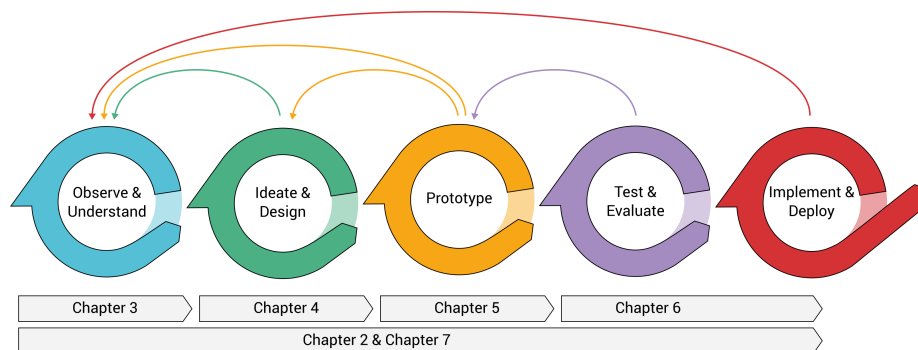 Observe &
Understand
Ideate &
Design
Prototype
Test &
Evaluate
Implement &
Deploy
Chapter 3
Chapter 4
Chapter 5
Chapter 6
Chapter 2 & Chapter 7